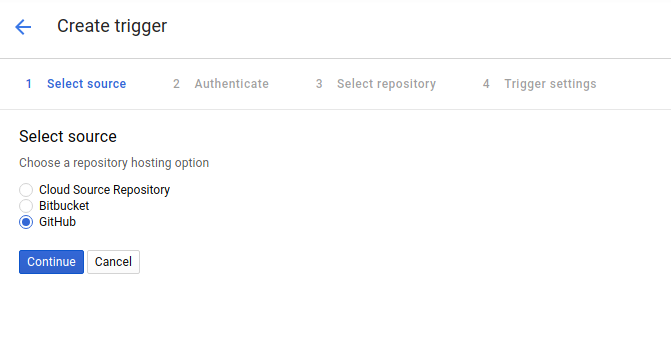 Create trigger
1 Select source 2 Authenticate 3 Select repository 4 Trigger settings
Select source
Choose a repository hosting option
Cloud Source Repository
Bitbucket
GitHub
Continue Cancel